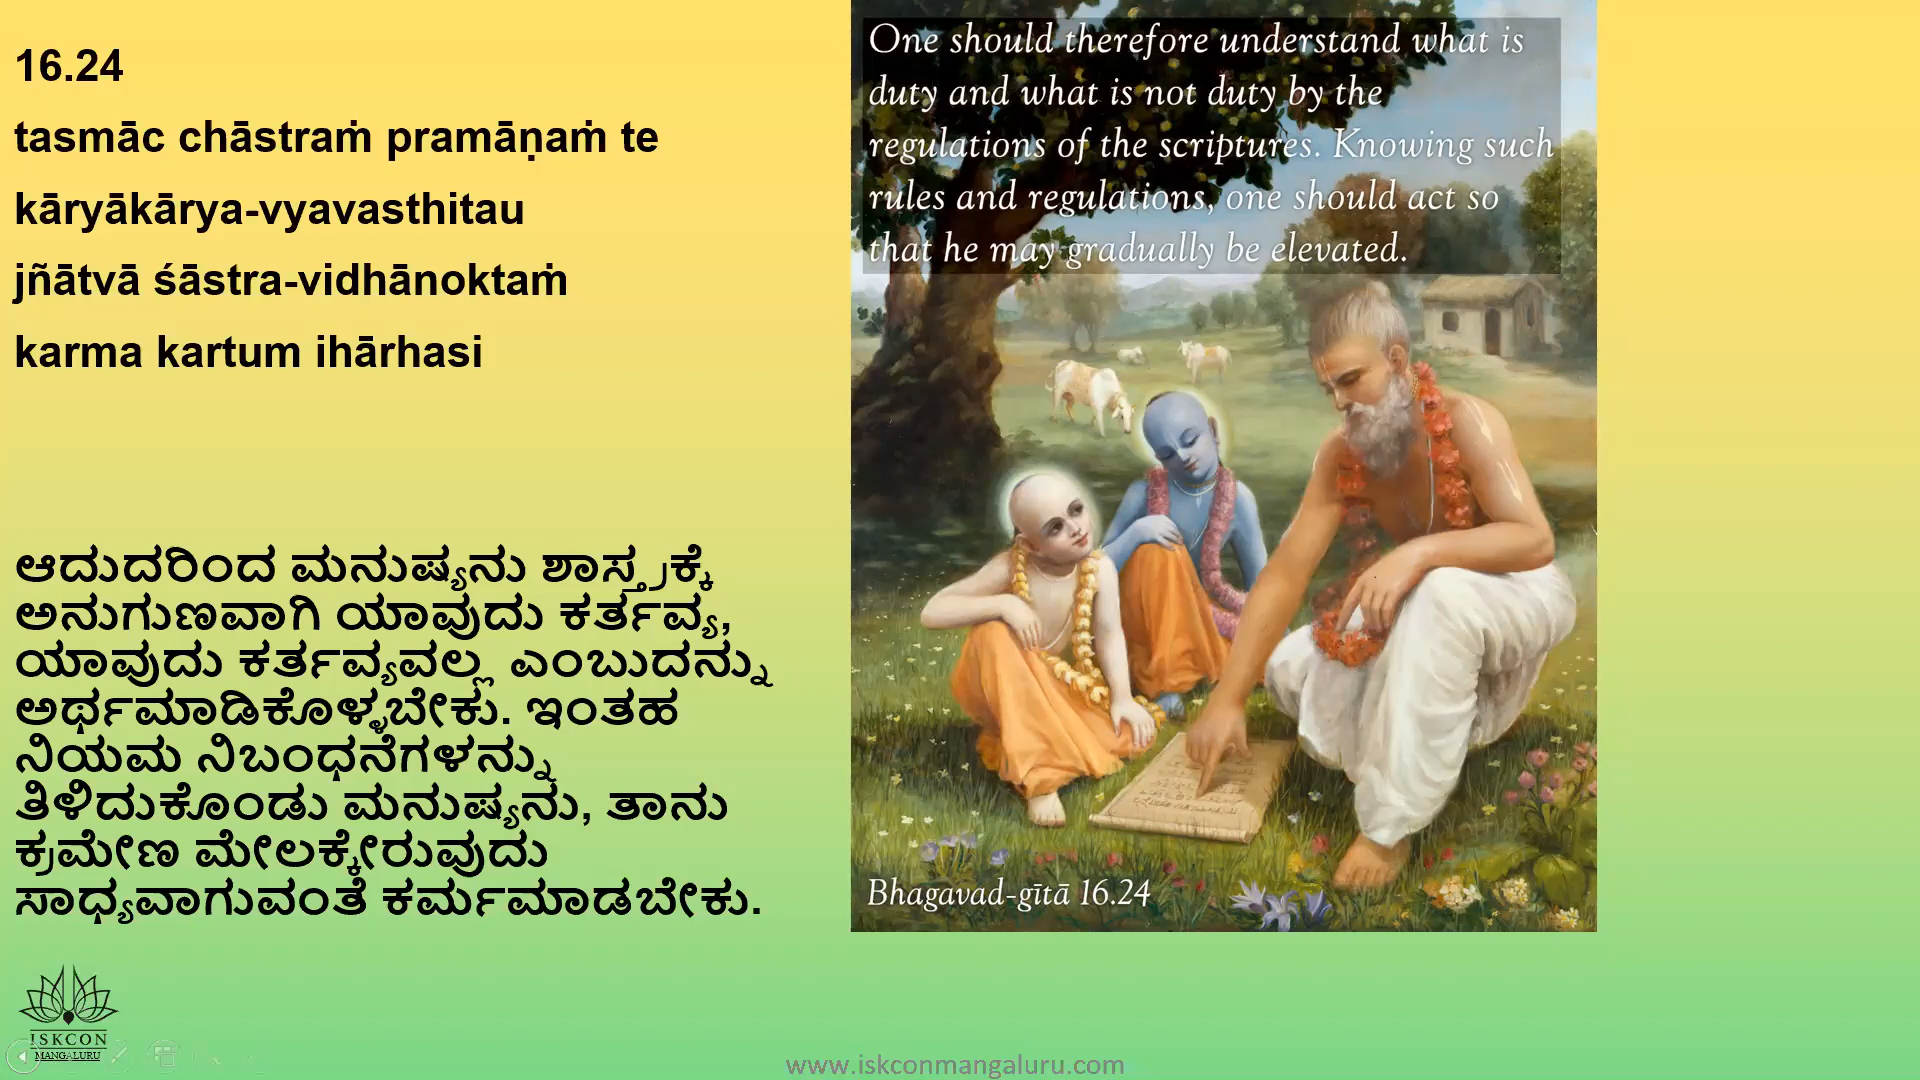 16.24
tasmāc chāstraṁ pramāṇaṁ te
kāryākārya-vyavasthitau
jñātvā śāstra-vidhānoktaṁ
karma kartum ihārhasi
ಆದುದರಿಂದ ಮನುಷ್ಯನು ಶಾಸ್ತ್ರಕ್ಕೆ
ಅನುಗುಣವಾಗಿ ಯಾವುದು ಕರ್ತವ್ಯ,
ಯಾವುದು ಕರ್ತವ್ಯವಲ್ಲ ಎಂಬುದನ್ನು
ಅರ್ಥಮಾಡಿಕೊಳ್ಳಬೇಕು. ಇಂತಹ
ನಿಯಮ ನಿಬಂಧನೆಗಳನ್ನು
ತಿಳಿದುಕೊಂಡು ಮನುಷ್ಯನು, ತಾನು
ಕ್ರಮೇಣ ಮೇಲಕ್ಕೇರುವುದು
ಸಾಧ್ಯವಾಗುವಂತೆ ಕರ್ಮಮಾಡಬೇಕು.
One should therefore understand what is
duty and what is not duty by the
regulations of the scriptures. Knowing such
rules and regulations, one should act so
that he may gradually be elevated.
Bhagavad-gītā 16.24
ISKCON
MANGALURU
www.iskconmangaluru.com